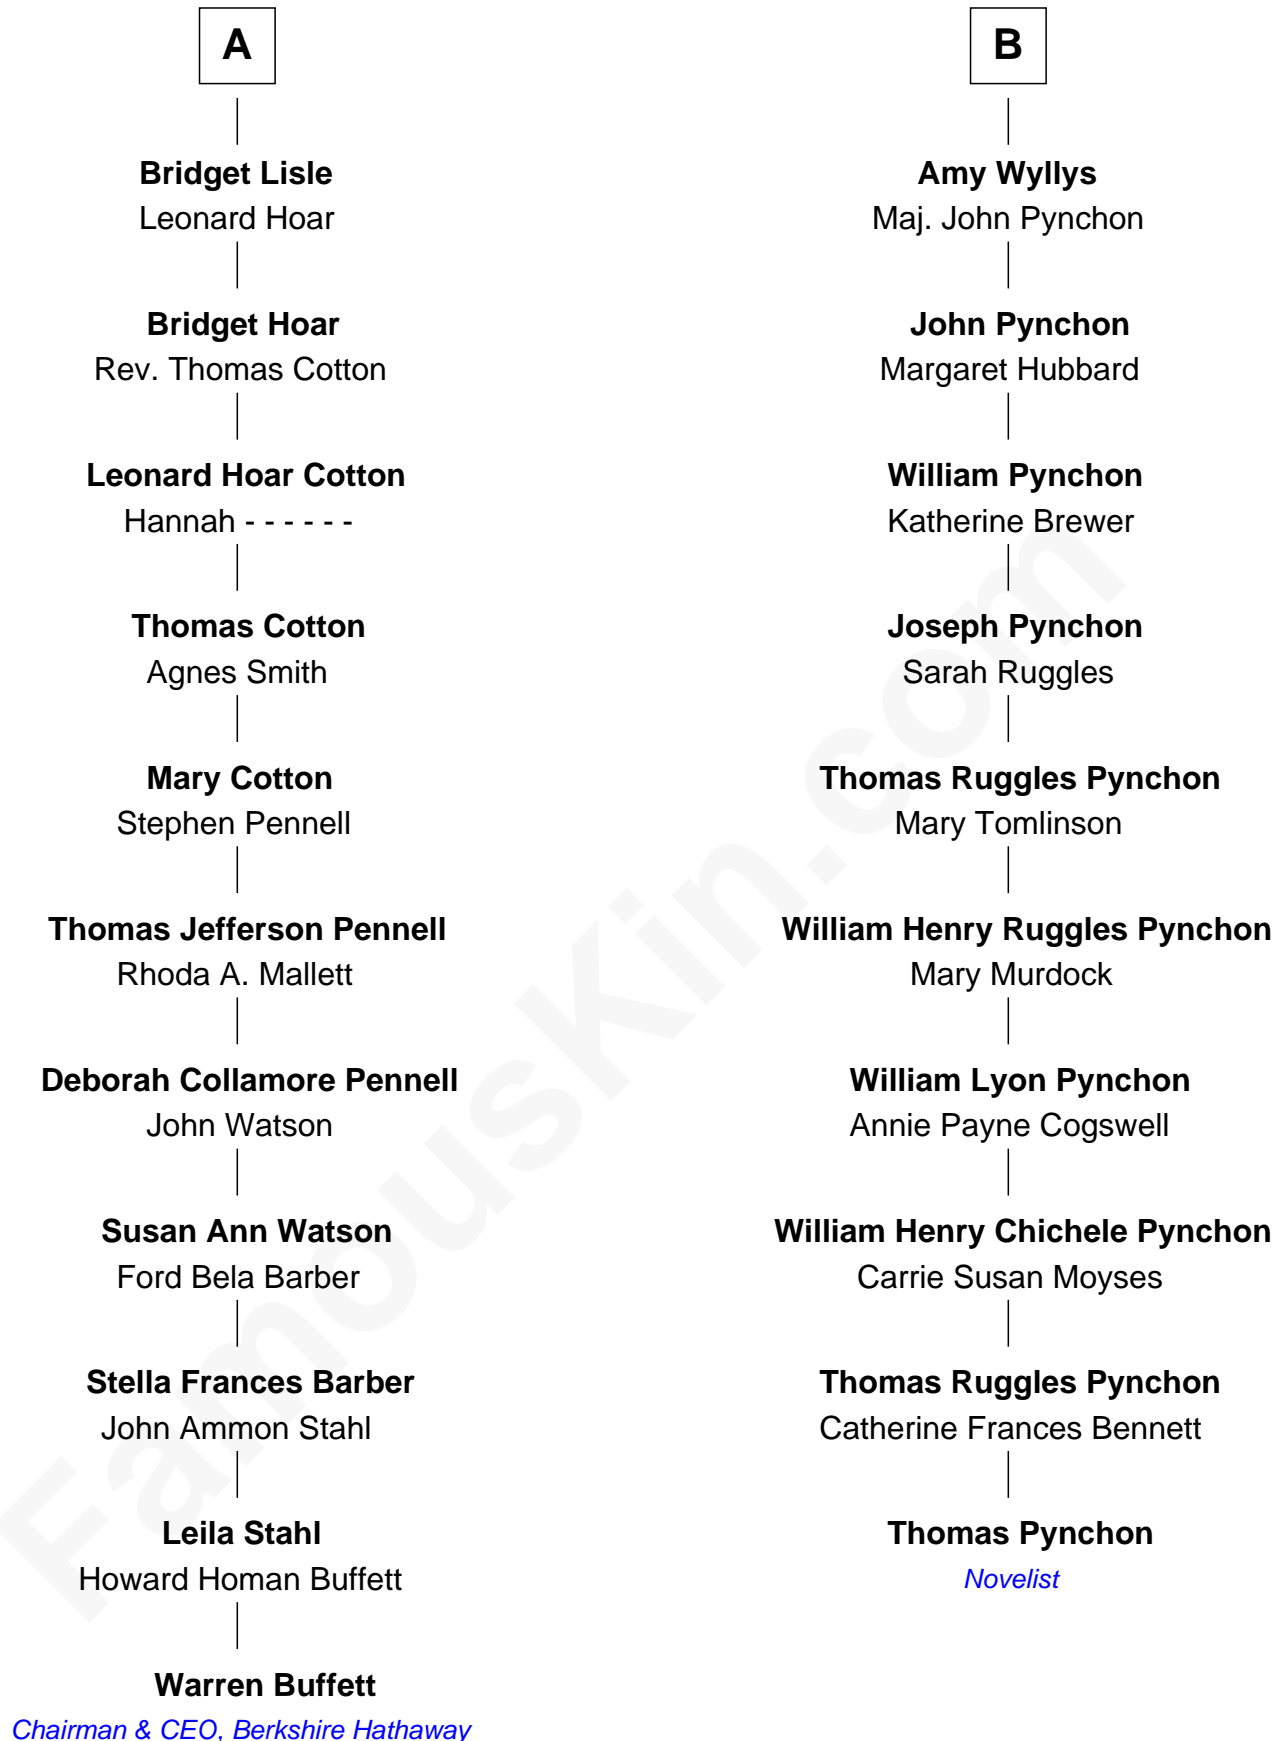 A
Bridget Lisle
Leonard Hoar
Bridget Hoar
Rev. Thomas Cotton
Leonard Hoar Cotton
Hannah - - - - - -
Thomas Cotton
Agnes Smith
Mary Cotton
Stephen Pennell
Thomas Jefferson Pennell
Rhoda A. Mallett
Deborah Collamore Pennell
John Watson
Susan Ann Watson
Ford Bela Barber
Stella Frances Barber
John Ammon Stahl
Leila Stahl
Howard Homan Buffett
Warren Buffett
Chairman & CEO, Berkshire Hathaway
B
Amy Wyllys
Maj. John Pynchon
John Pynchon
Margaret Hubbard
William Pynchon
Katherine Brewer
Joseph Pynchon
Sarah Ruggles
Thomas Ruggles Pynchon
Mary Tomlinson
William Henry Ruggles Pynchon
Mary Murdock
William Lyon Pynchon
Annie Payne Cogswell
William Henry Chichele Pynchon
Carrie Susan Moyses
Thomas Ruggles Pynchon
Catherine Frances Bennett
Thomas Pynchon
Novelist
FamousKin.com